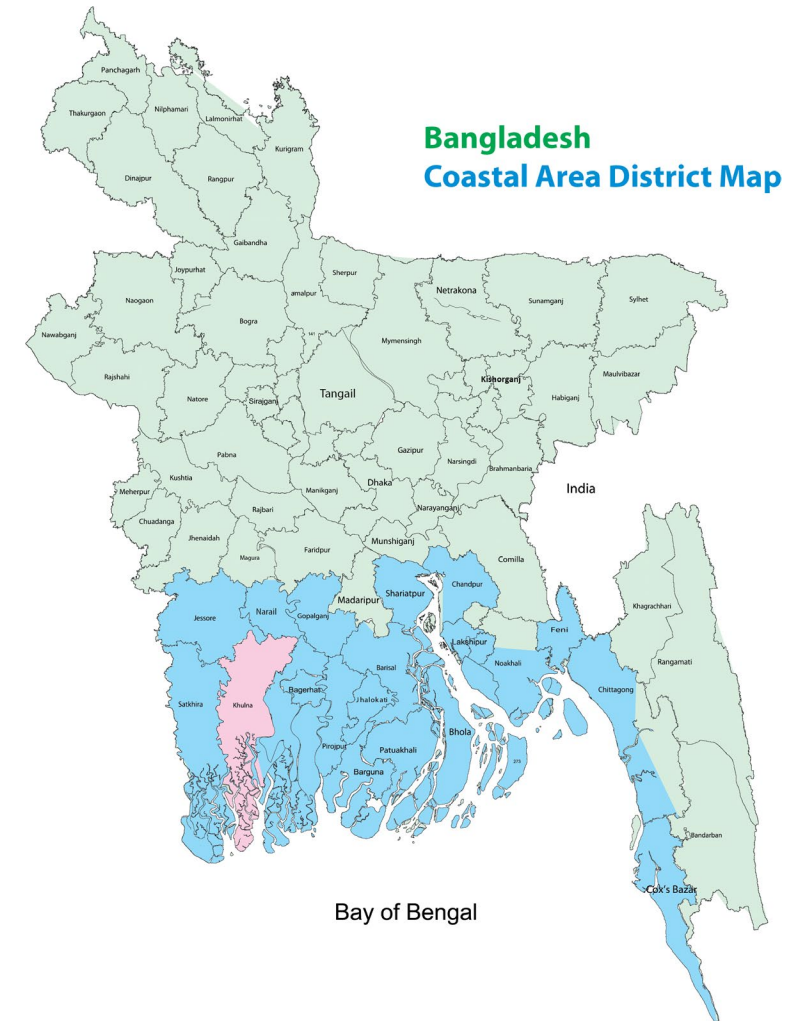 Bangladesh
Coastal Area District Map
Panchagarh
Thakurgaon
Nilphamari
Lalmonirhat
Kurigram
Dinajpur
Rangpur
Gaibandha
Joypurhat
Sherpur
amalpur
Netrakona
Sunamganj
Sylhet
Naogaon
Bogra
Mymensingh
Nawabganj
Rajshahi
Natore
Sirajganj
Tangail
Kishorganj
Habiganj
Maulvibazar
Pabna
Gazipur
Narsingdi
Brahmanbaria
Kushtia
Meherpur
Manikganj
Dhaka
India
Chuadanga
Rajbari
Narayanganj
Jhenaidah
Magura
Faridpur
Munshiganj
Comilla
Jessore
Narail
Gopalganj
Madaripur
Shariatpur
Chandpur
Khagrachhari
Feni
Lakshipur
Noakhali
Rangamati
Satkhira
Khulna
Bagerhat
Barisal
Jhalokati
Chittagong
Pirojpur
Patuakhali
Bhola
Barguna
275
Bandarban
Cox's Bazar
Bay of Bengal